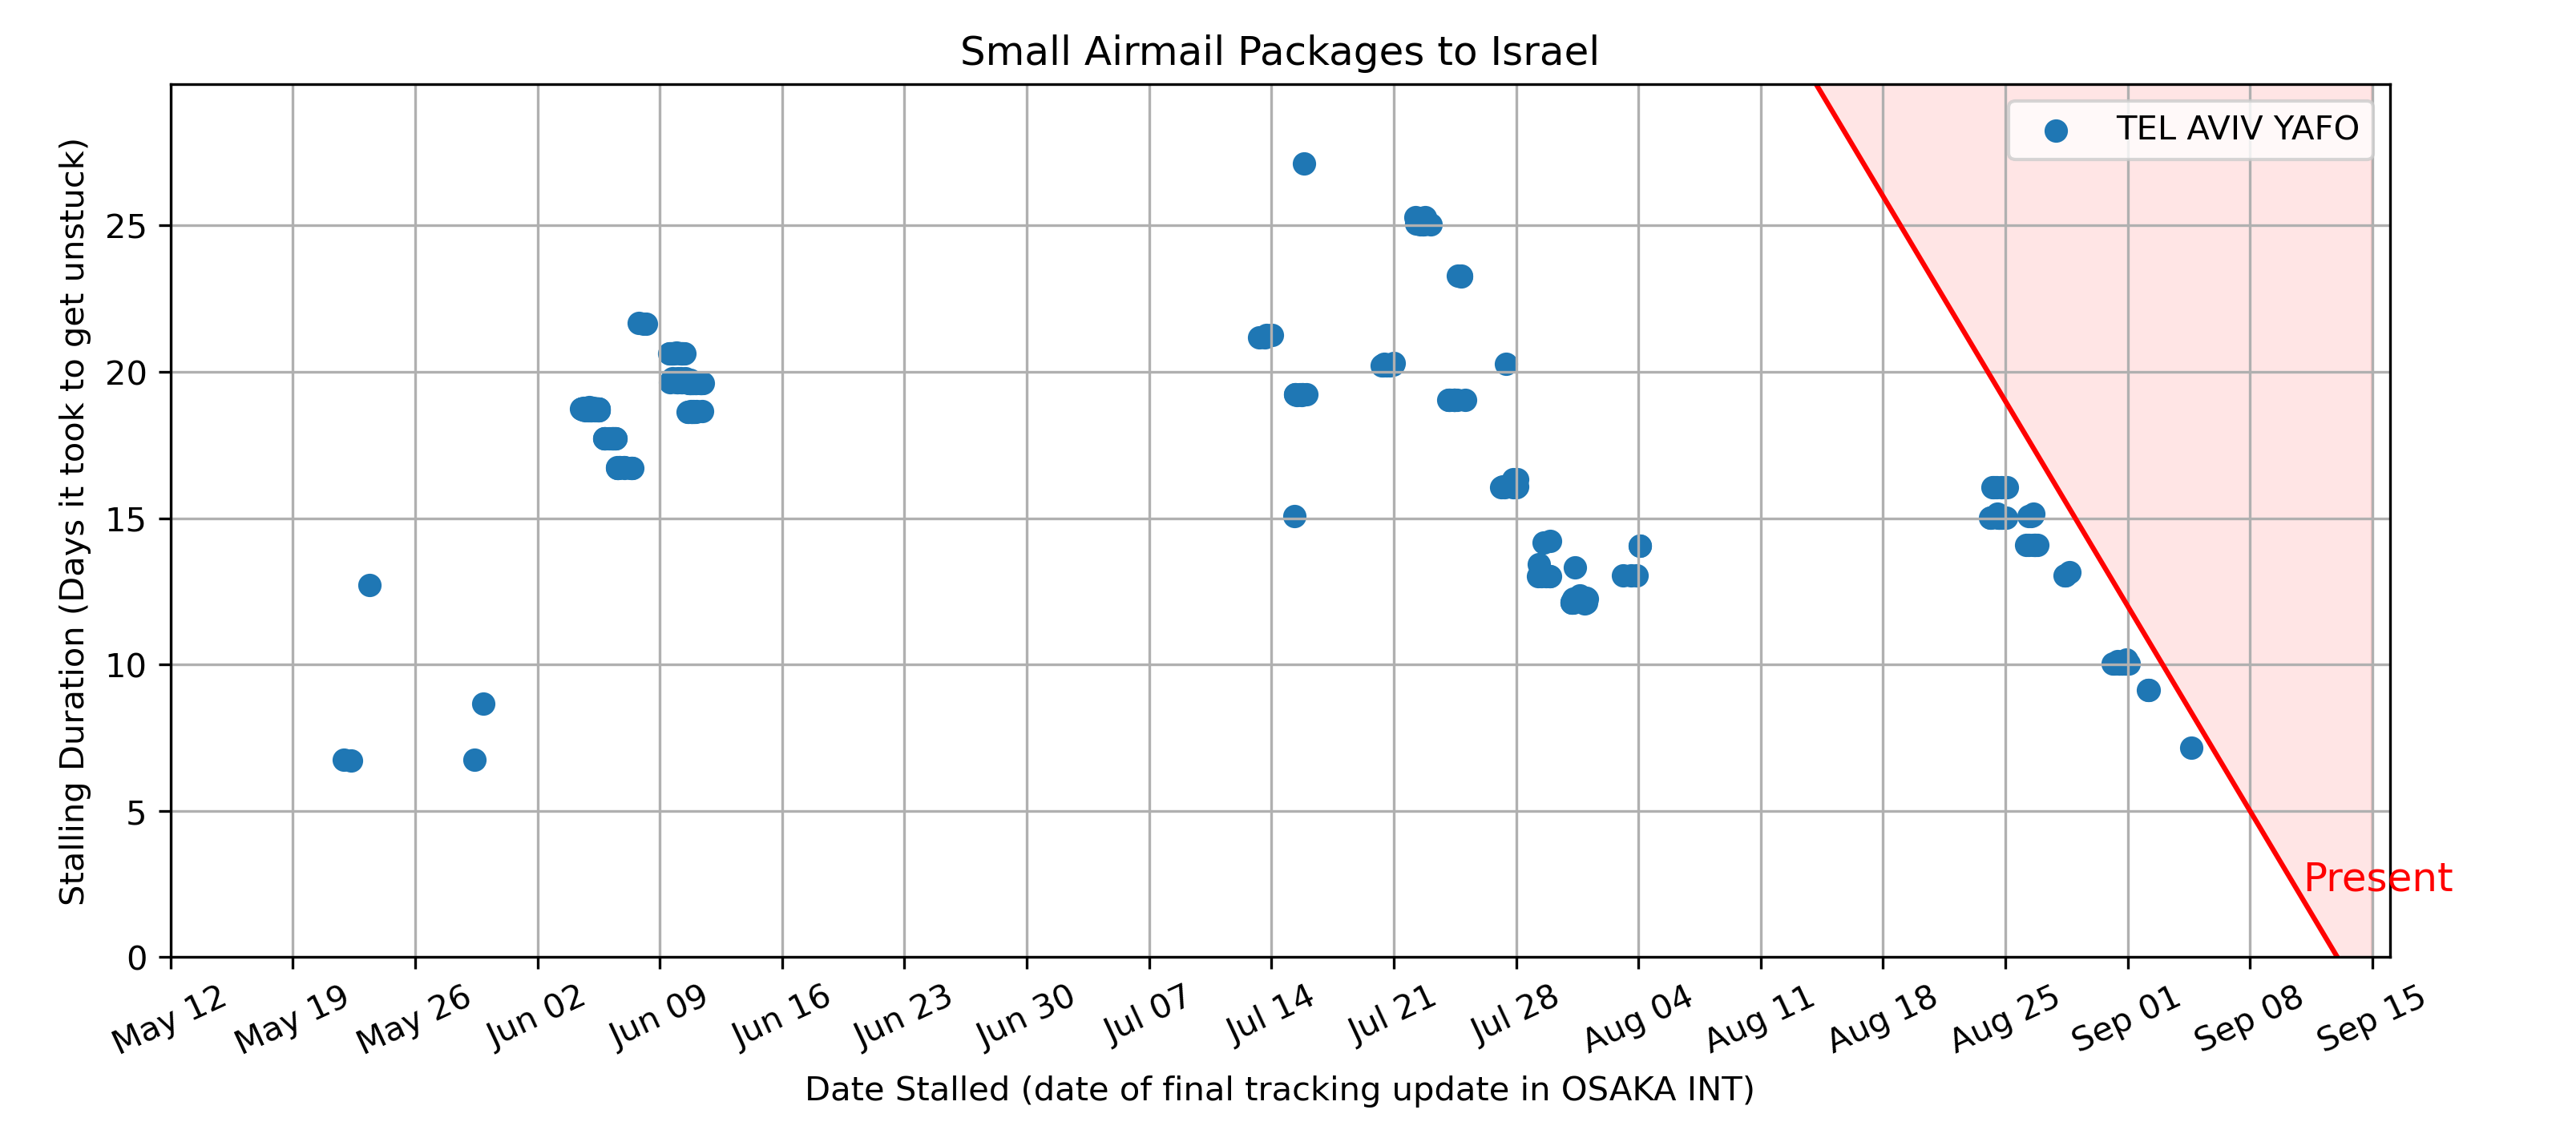 Small Airmail Packages to Israel
TEL AVIV YAFO
Stalling Duration (Days it took to get unstuck)
25
20
15
10
5
0
Present
May 12
May 19
May 26
Jun 02
Jun 09
Jun 16
Jun 23
Jun 30
Jul 07
Jul 14
Jul 21
Jul 28
Aug 04
Aug 11
Aug 18
Aug 25
Sep 01
Sep 08
Sep 15
Date Stalled (date of final tracking update in OSAKA INT)